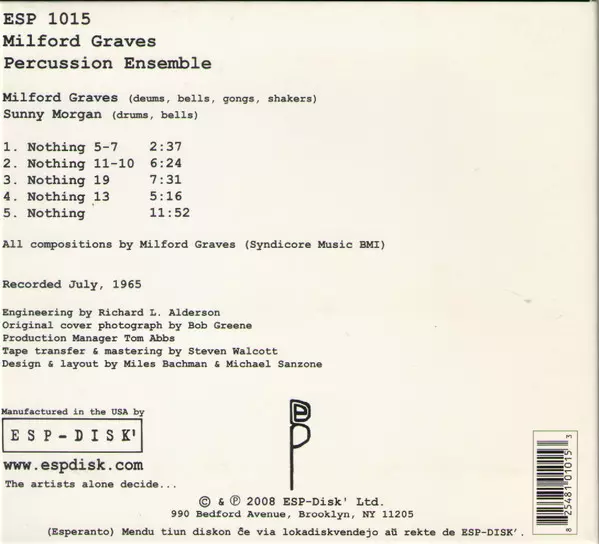 ESP 1015
Milford Graves
Percussion Ensemble
Milford Graves (deums, bells, gongs, shakers)
Sunny Morgan (drums, bells)
1. Nothing 5-7 2:37
2. Nothing 11-10 6:24
3. Nothing 19 7:31
4. Nothing 13 5:16
5. Nothing 11:52
All compositions by Milford Graves (Syndicore Music BMI)
Recorded July, 1965
Engineering by Richard L. Alderson
Original cover photograph by Bob Greene
Production Manager Tom Abbs
Tape transfer & mastering by Steven Walcott
Design & layout by Miles Bachman & Michael Sanzone
Manufactured in the USA by
ESP-DISK'
www.espdisk.com
The artists alone decide...
© & ℗ 2008 ESP-Disk' Ltd.
990 Bedford Avenue, Brooklyn, NY 11205
(Esperanto) Mendu tiun diskon ĉe via lokadiskvendejo aŭ rekte de ESP-DISK'.
8 25481 01015 3